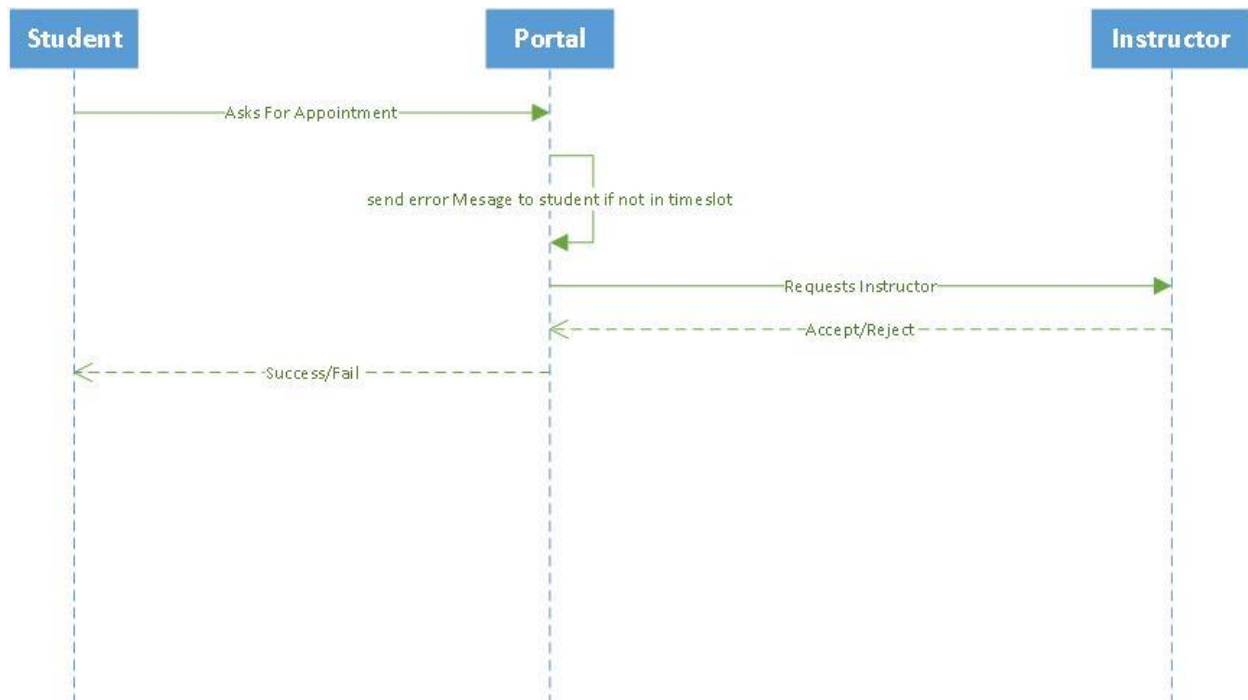 Student
Portal
Instructor
Asks For Appointment
send error Mesage to student if not in timeslot
Requests Instructor
Accept/Reject
Success/Fail